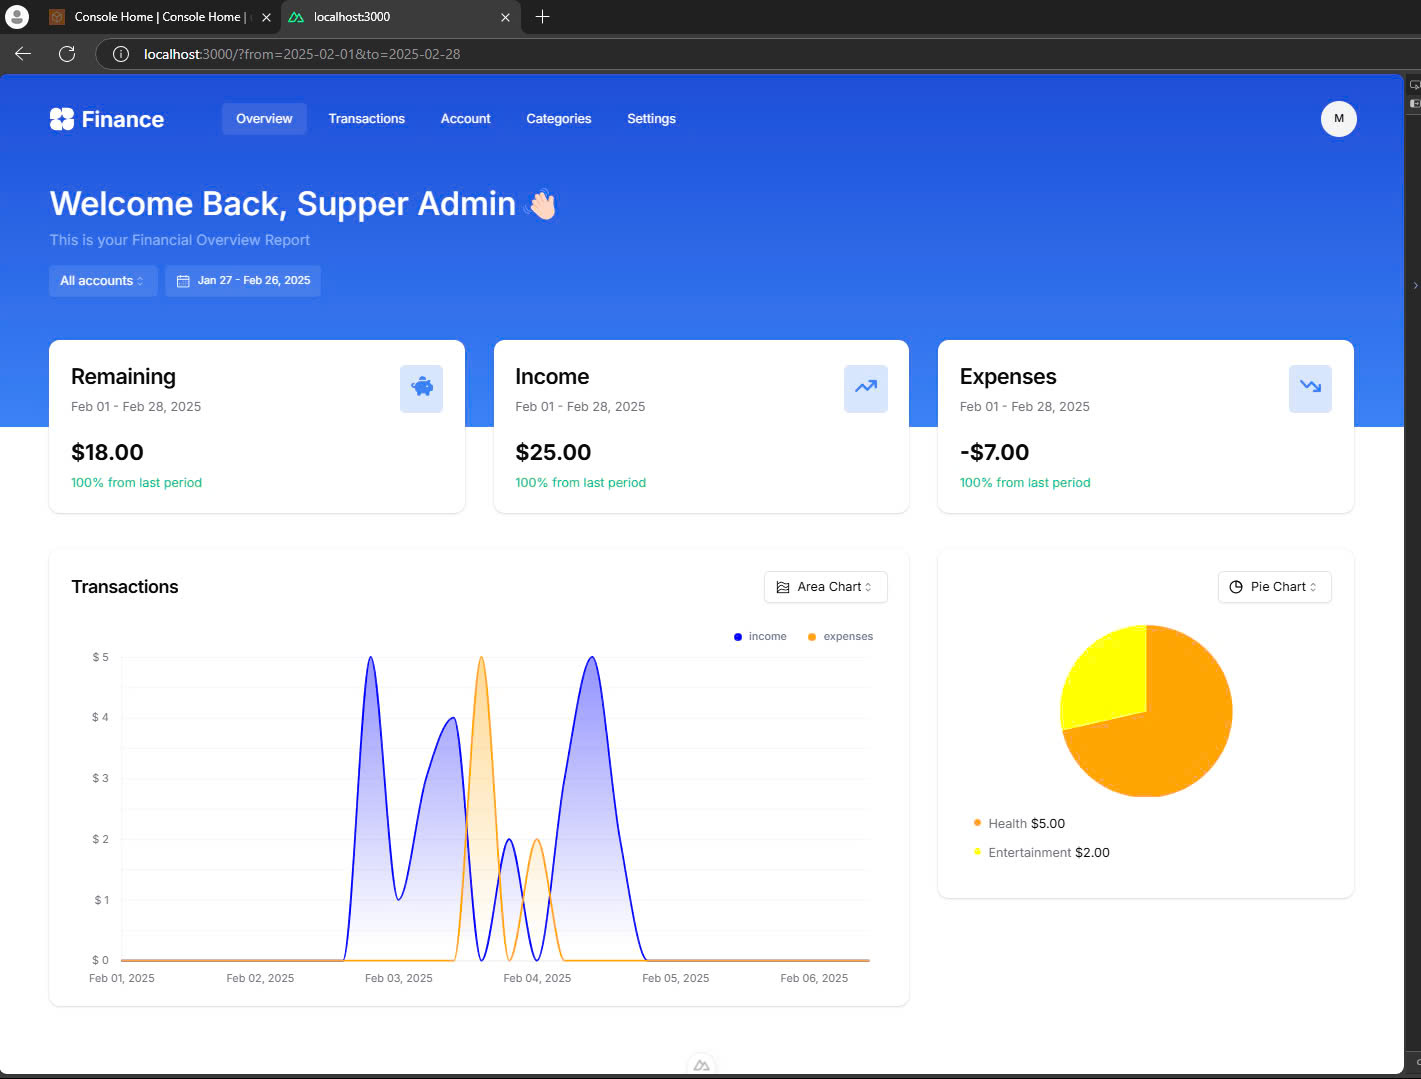 Console Home | Console Home |
localhost:3000
localhost:3000/?from=2025-02-01&to=2025-02-28
Finance
Overview
Transactions
Account
Categories
Settings
M
Welcome Back, Supper Admin 👋🏻
This is your Financial Overview Report
All accounts
Jan 27 - Feb 26, 2025
Remaining
Feb 01 - Feb 28, 2025
$18.00
100% from last period
Income
Feb 01 - Feb 28, 2025
$25.00
100% from last period
Expenses
Feb 01 - Feb 28, 2025
-$7.00
100% from last period
Transactions
Area Chart
income
expenses
$ 5
$ 4
$ 3
$ 2
$ 1
$ 0
Feb 01, 2025
Feb 02, 2025
Feb 03, 2025
Feb 04, 2025
Feb 05, 2025
Feb 06, 2025
Pie Chart
Health $5.00
Entertainment $2.00